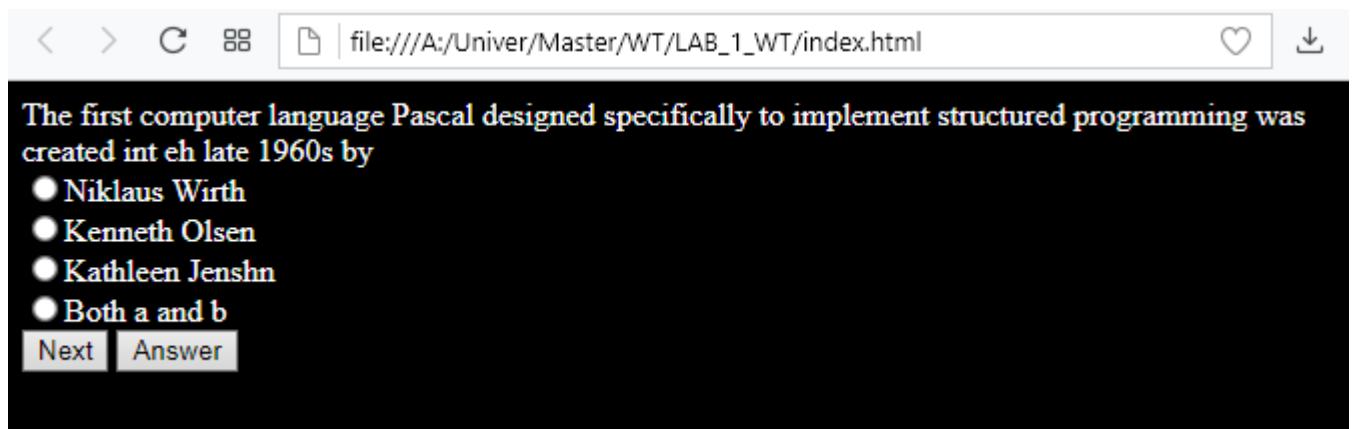 file:///A:/Univer/Master/WT/LAB_1_WT/index.html
The first computer language Pascal designed specifically to implement structured programming was
created int eh late 1960s by
Niklaus Wirth
Kenneth Olsen
Kathleen Jenshn
Both a and b
Next Answer